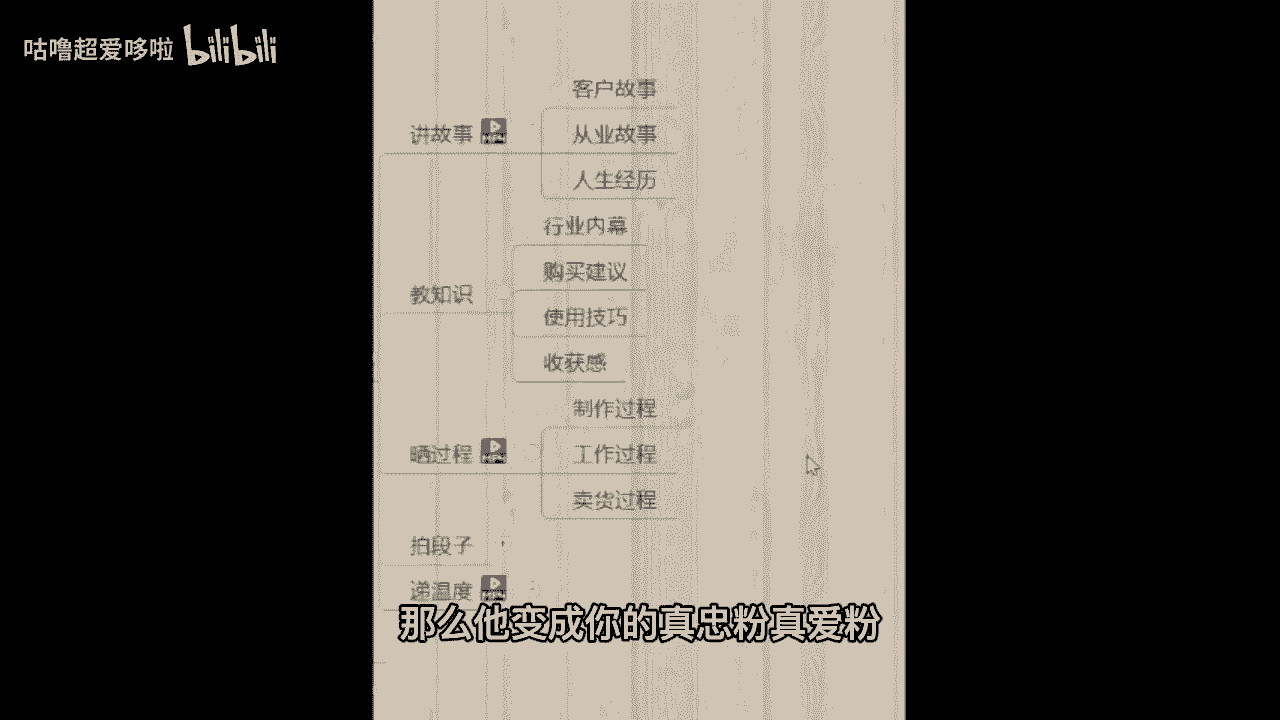 咕噜超爱哆啦 bilibili
客户故事
讲故事
从业故事
人生经历
行业内幕
购买建议
教知识
使用技巧
收获感
制作过程
晒过程
工作过程
卖货过程
拍段子
递温度
那么他变成你的真忠粉真爱粉